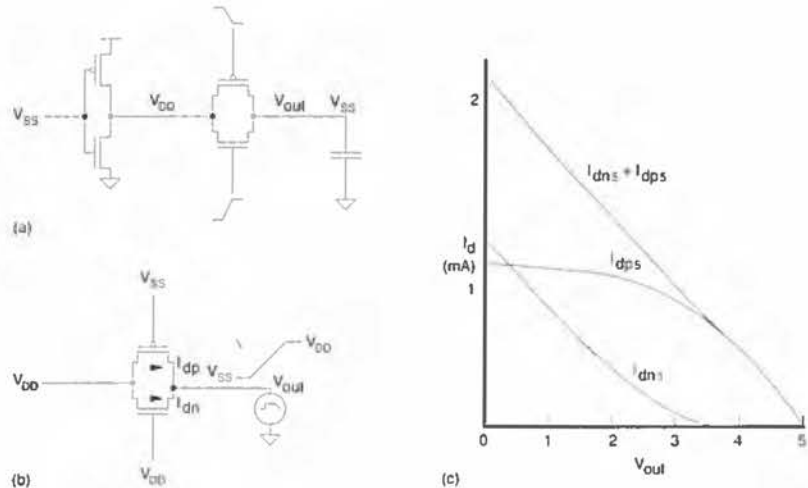 V_SS V_DD V_out V_SS
(a)
V_SS
V_DD I_dp V_SS V_DD
V_out
I_dn
V_DD
(b)
2
I_dns + I_dps
I_d
(mA)
I_dps
1
I_dns
0 1 2 3 4 5
V_out
(c)